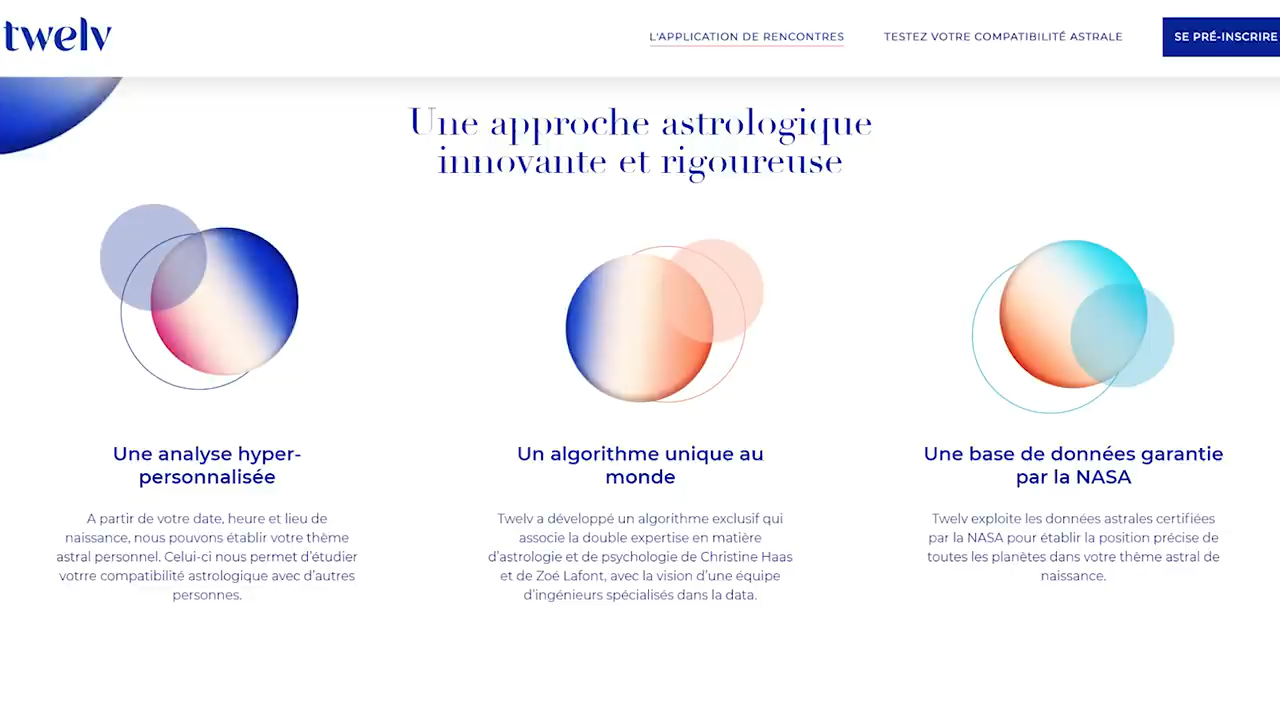 twelv
L'APPLICATION DE RENCONTRES
TESTEZ VOTRE COMPATIBILITÉ ASTRALE
SE PRÉ-INSCRIRE
Une approche astrologique
innovante et rigoureuse
Une analyse hyper-
personnalisée
A partir de votre date, heure et lieu de
naissance, nous pouvons établir votre thème
astral personnel. Celui-ci nous permet d'étudier
votrre compatibilité astrologique avec d'autres
personnes.
Un algorithme unique au
monde
Twelv a développé un algorithme exclusif qui
associe la double expertise en matière
d'astrologie et de psychologie de Christine Haas
et de Zoé Lafont, avec la vision d'une équipe
d'ingénieurs spécialisés dans la data.
Une base de données garantie
par la NASA
Twelv exploite les données astrales certifiées
par la NASA pour établir la position précise de
toutes les planètes dans votre thème astral de
naissance.